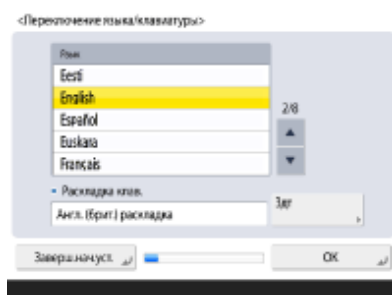 <Переключение языка/клавиатуры>
Язык
Eesti
English
Español
Euskara
Français
2/8
Раскладка клав.
Англ. (брит.) раскладка
Заверш.нач.уст.
OK